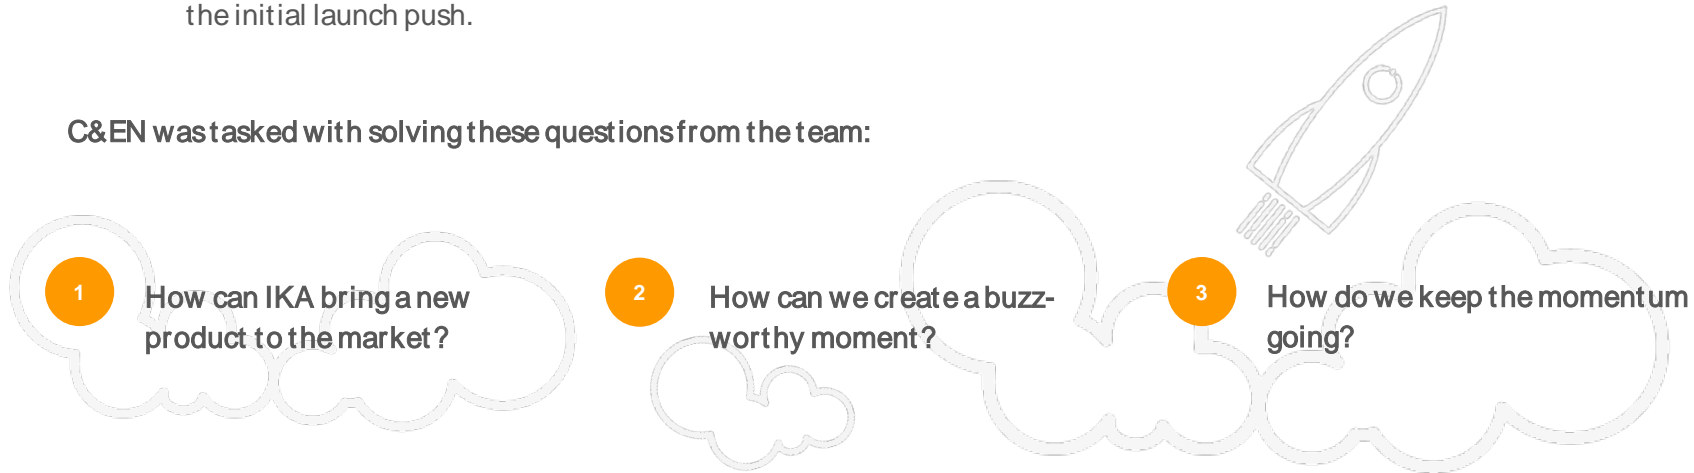 the initial launch push.
C&EN was tasked with solving these questions from the team:
1
How can IKA bring a new
product to the market?
2
How can we create a buzz-
worthy moment?
3
How do we keep the momentum
going?